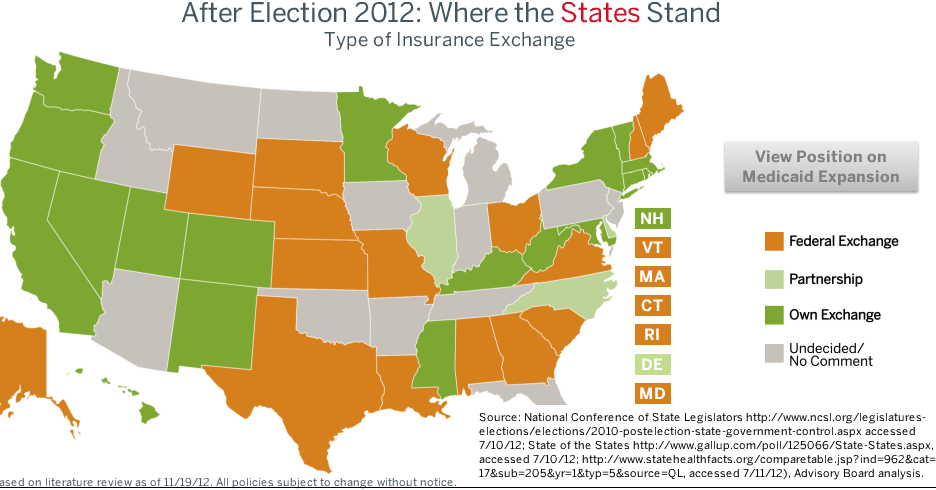 After Election 2012: Where the States Stand
Type of Insurance Exchange
View Position on
Medicaid Expansion
NH
VT
MA
CT
RI
DE
MD
Federal Exchange
Partnership
Own Exchange
Undecided/
No Comment
Source: National Conference of State Legislators http://www.ncsl.org/legislatures-
elections/elections/2010-postelection-state-government-control.aspx accessed
7/10/12; State of the States http://www.gallup.com/poll/125066/State-States.aspx,
accessed 7/10/12; http://www.statehealthfacts.org/comparetable.jsp?ind=962&cat=
17&sub=205&yr=1&typ=5&source=QL, accessed 7/11/12), Advisory Board analysis.
based on literature review as of 11/19/12. All policies subject to change without notice.